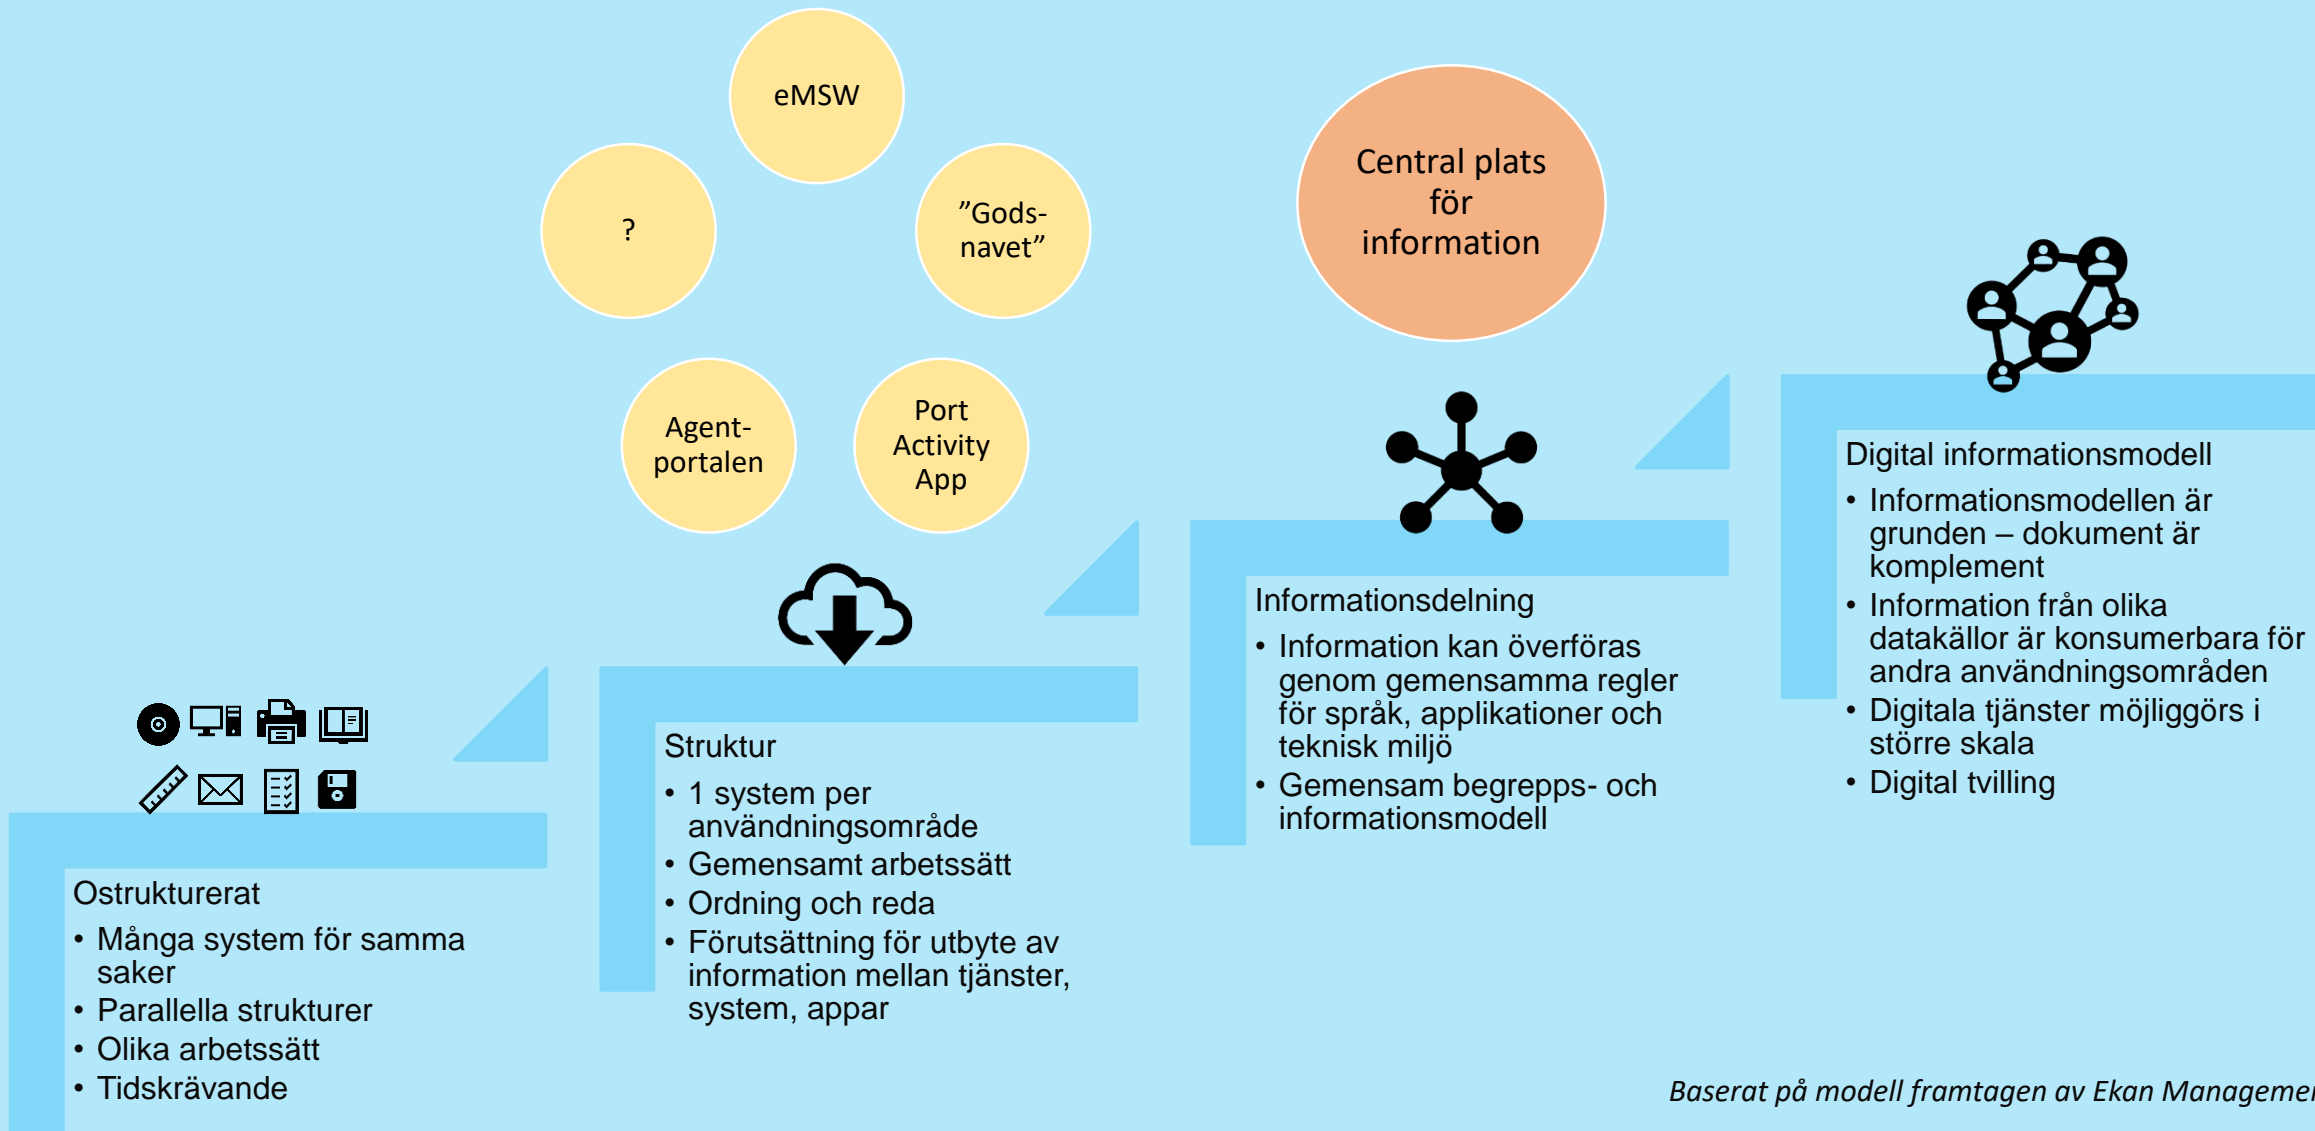 eMSW
?
”Gods-
navet”
Agent-
portalen
Port
Activity
App
Central plats
för
information
Ostrukturerat
• Många system för samma
saker
• Parallella strukturer
• Olika arbetssätt
• Tidskrävande
Struktur
• 1 system per
användningsområde
• Gemensamt arbetssätt
• Ordning och reda
• Förutsättning för utbyte av
information mellan tjänster,
system, appar
Informationsdelning
• Information kan överföras
genom gemensamma regler
för språk, applikationer och
teknisk miljö
• Gemensam begrepps- och
informationsmodell
Digital informationsmodell
• Informationsmodellen är
grunden – dokument är
komplement
• Information från olika
datakällor är konsumerbara för
andra användningsområden
• Digitala tjänster möjliggörs i
större skala
• Digital tvilling
Baserat på modell framtagen av Ekan